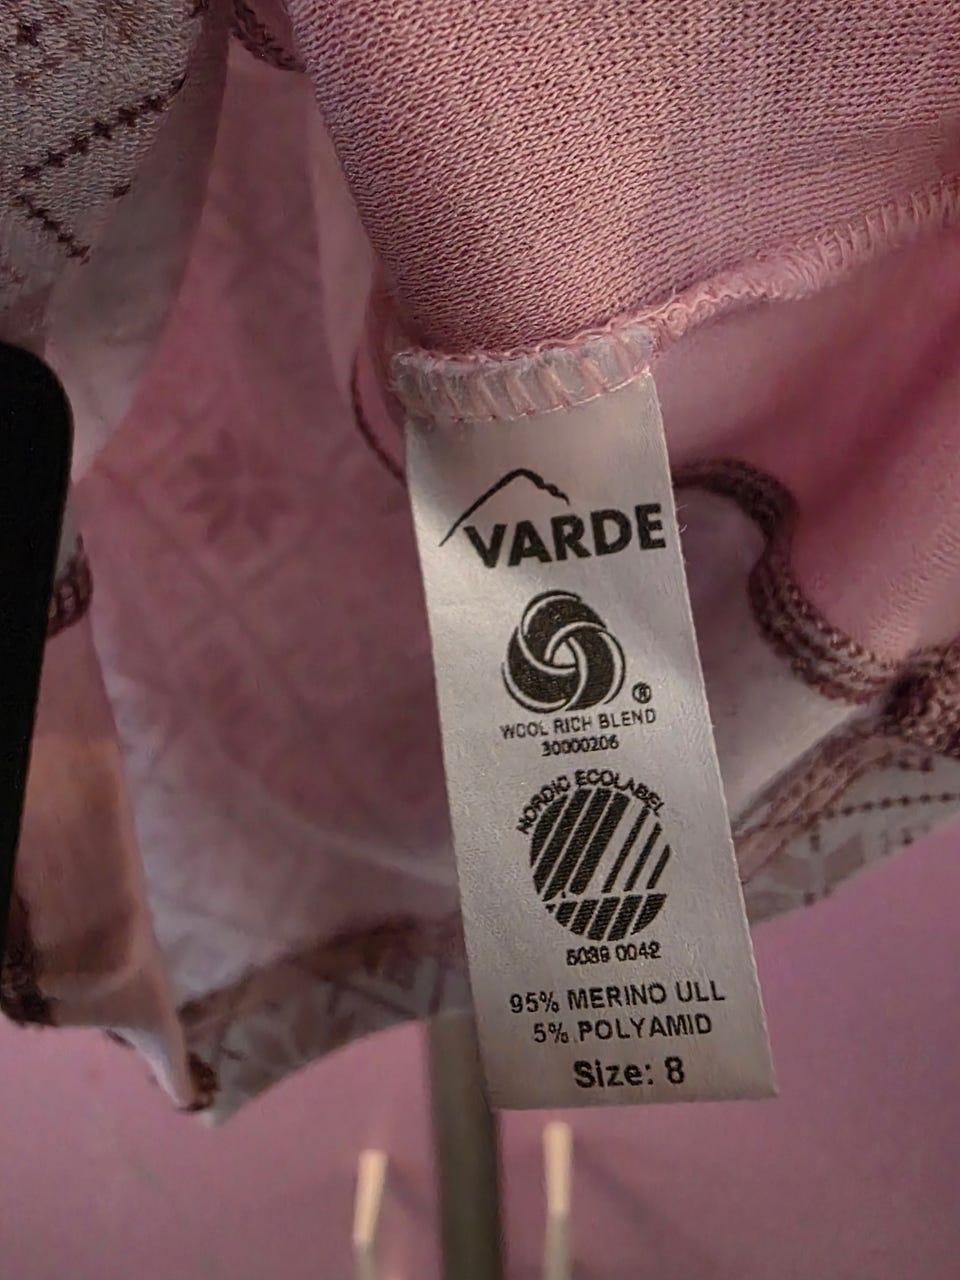 VARDE
®
WOOL RICH BLEND
30000206
NORDIC ECOLABEL
5039 0042
95% MERINO ULL
5% POLYAMID
Size: 8